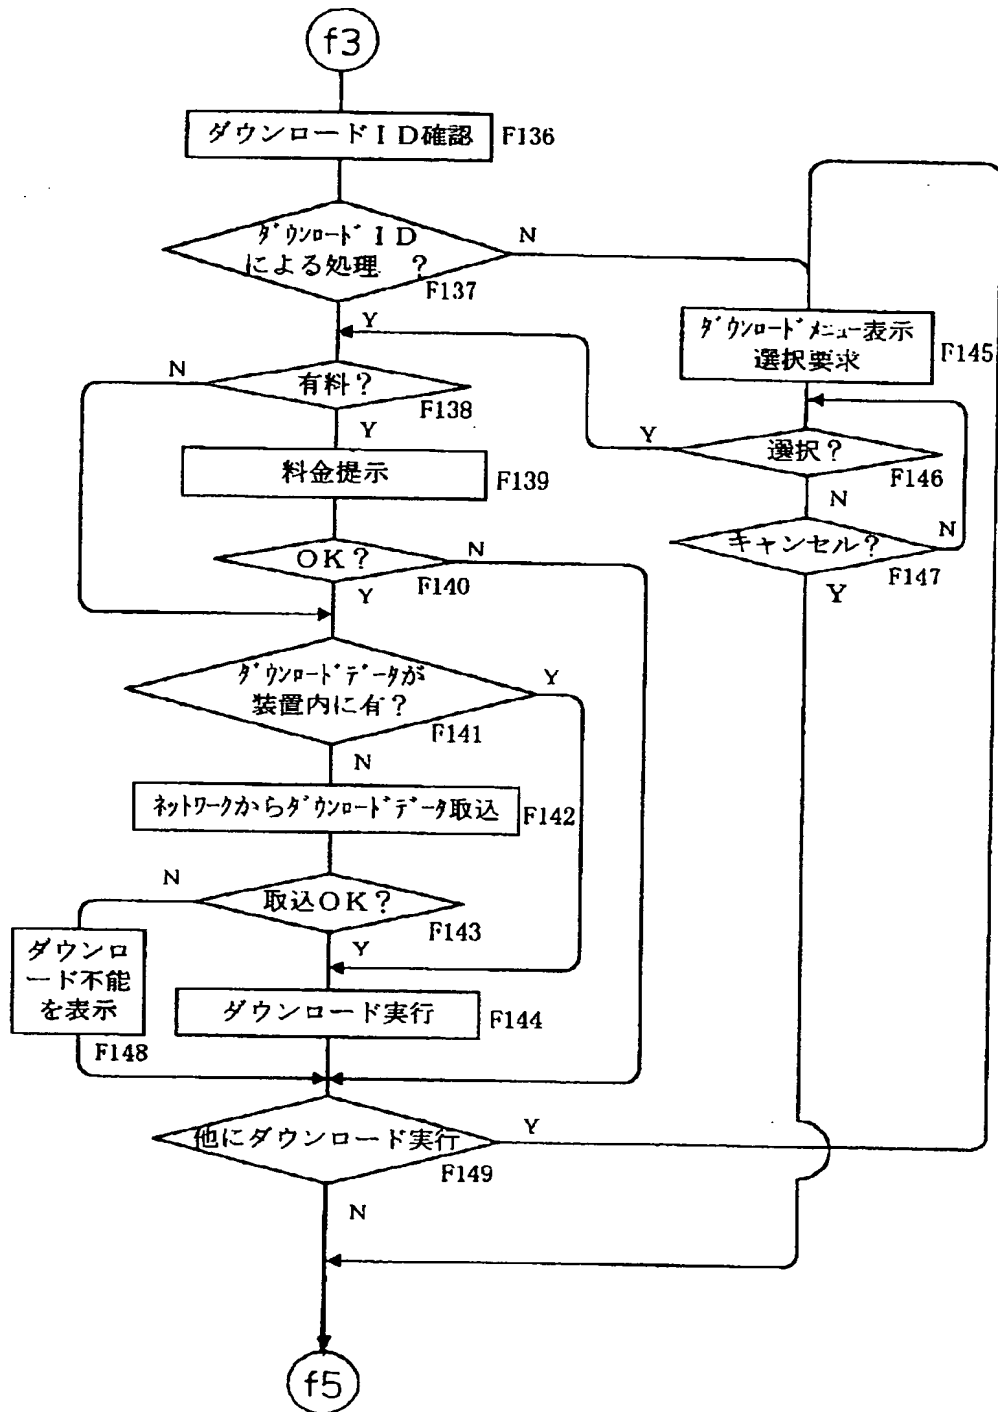 f3
ダウンロードID確認
F136
ダウンロードID
による処理 ?
F137
N
Y
ダウンロードメニュー表示
選択要求
F145
有料?
F138
N
Y
選択?
F146
Y
N
料金提示
F139
キャンセル?
F147
N
Y
OK?
F140
N
Y
ダウンロードデータが
装置内に有?
F141
Y
N
ネットワークからダウンロードデータ取込
F142
取込OK?
F143
N
Y
ダウンロ
ード不能
を表示
F148
ダウンロード実行
F144
他にダウンロード実行
F149
Y
N
f5